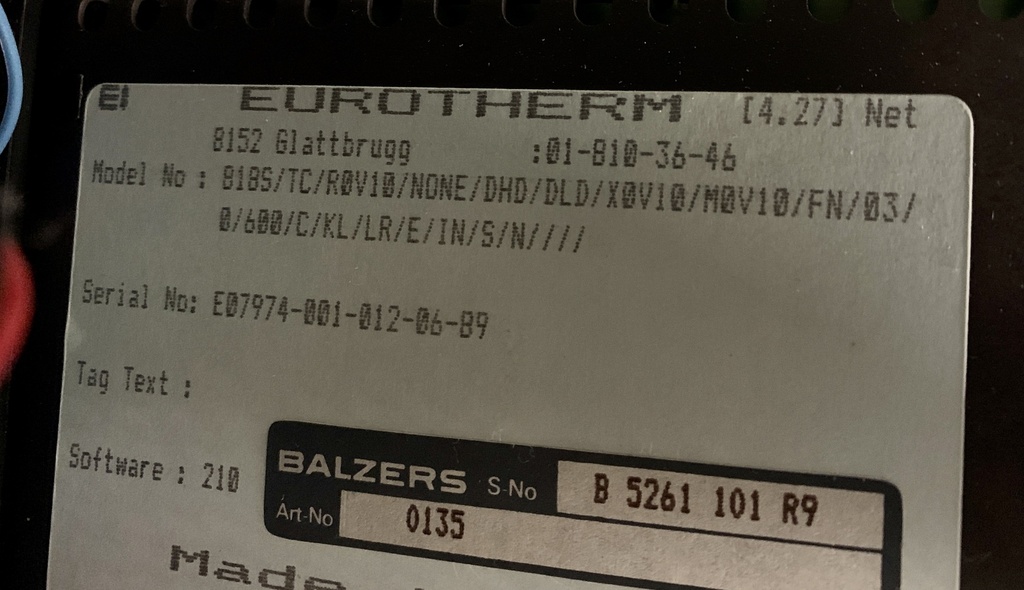 EI EUROTHERM [4.27] Net
8152 Glattbrugg :01-810-36-46
Model No : 818S/TC/R0V10/NONE/DHD/DLD/X0V10/M0V10/FN/03/
0/600/C/KL/LR/E/IN/S/N////
Serial No: E07974-001-012-06-89
Tag Text :
Software : 210
BALZERS S-No B 5261 101 R9
Art-No 0135
Made